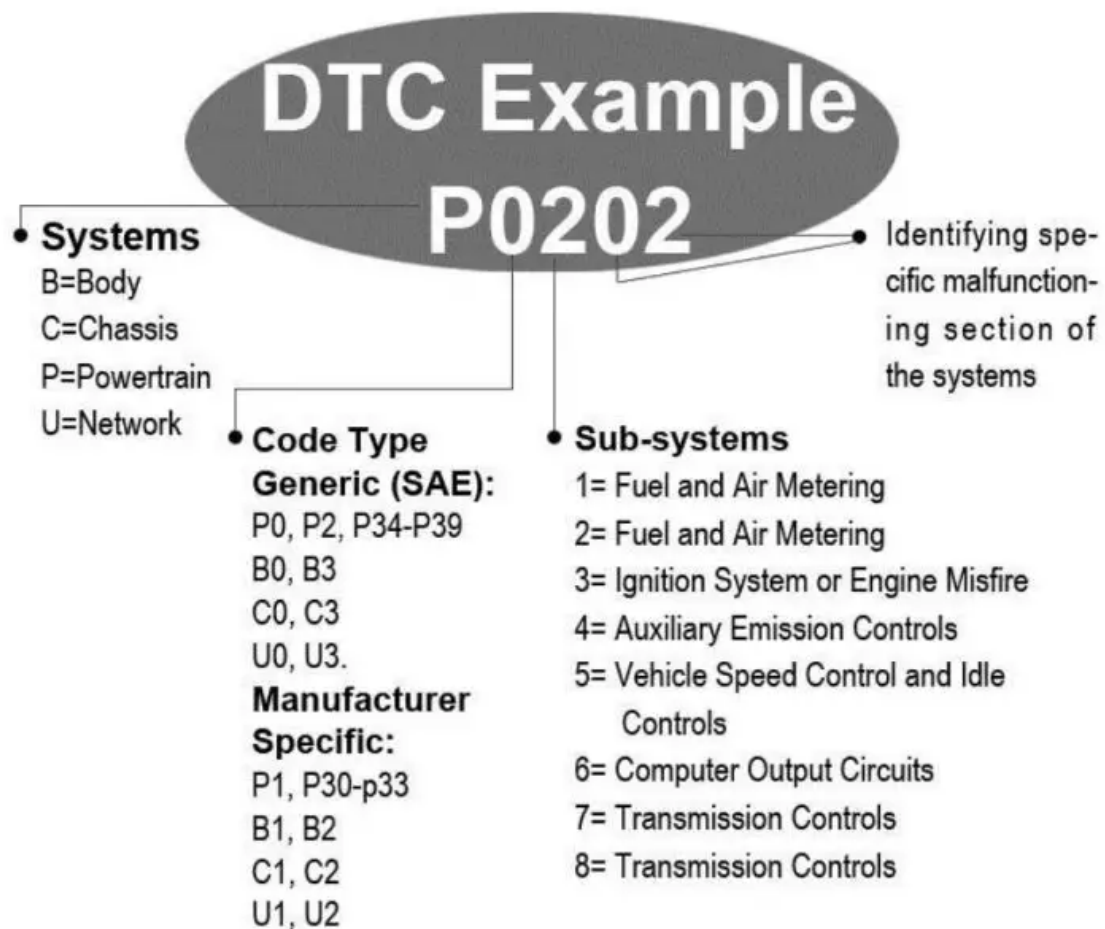 DTC Example
P0202
Systems
B=Body
C=Chassis
P=Powertrain
U=Network
Identifying spe-
cific malfunction-
ing section of
the systems
Code Type
Generic (SAE):
P0, P2, P34-P39
B0, B3
C0, C3
U0, U3.
Manufacturer
Specific:
P1, P30-p33
B1, B2
C1, C2
U1, U2
Sub-systems
1= Fuel and Air Metering
2= Fuel and Air Metering
3= Ignition System or Engine Misfire
4= Auxiliary Emission Controls
5= Vehicle Speed Control and Idle
Controls
6= Computer Output Circuits
7= Transmission Controls
8= Transmission Controls